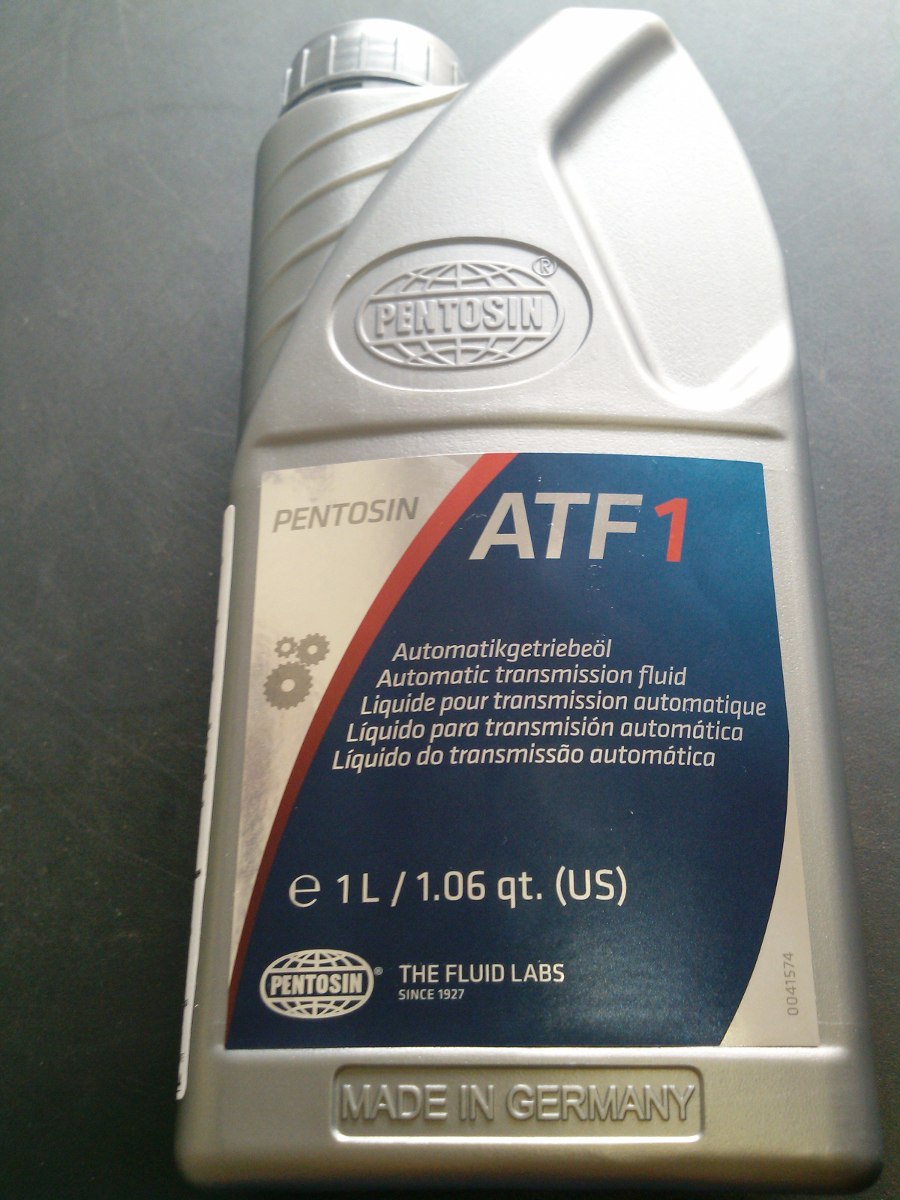 PENTOSIN ®
PENTOSIN
ATF 1
Automatikgetriebeöl
Automatic transmission fluid
Liquide pour transmission automatique
Líquido para transmisión automática
Líquido do transmissão automática
℮ 1 L / 1.06 qt. (US)
PENTOSIN ®
THE FLUID LABS
SINCE 1927
0041574
MADE IN GERMANY